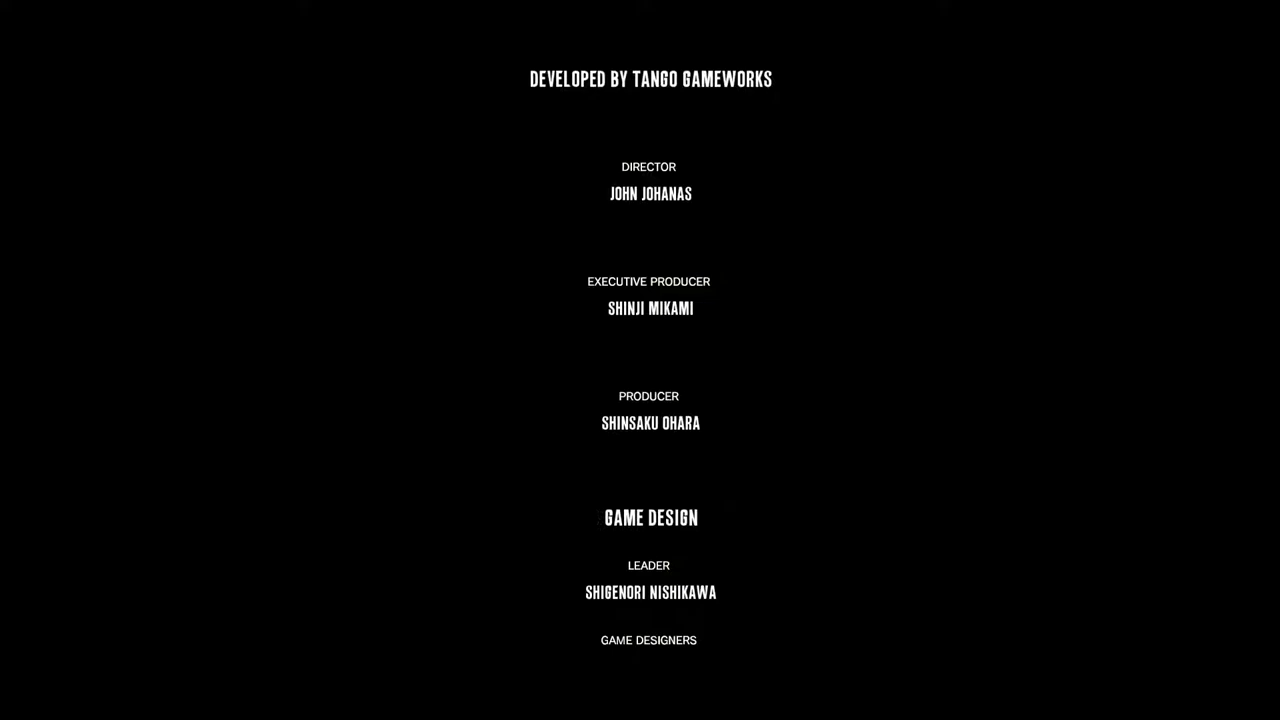 DEVELOPED BY TANGO GAMEWORKS
DIRECTOR
JOHN JOHANAS
EXECUTIVE PRODUCER
SHINJI MIKAMI
PRODUCER
SHINSAKU OHARA
GAME DESIGN
LEADER
SHIGENORI NISHIKAWA
GAME DESIGNERS